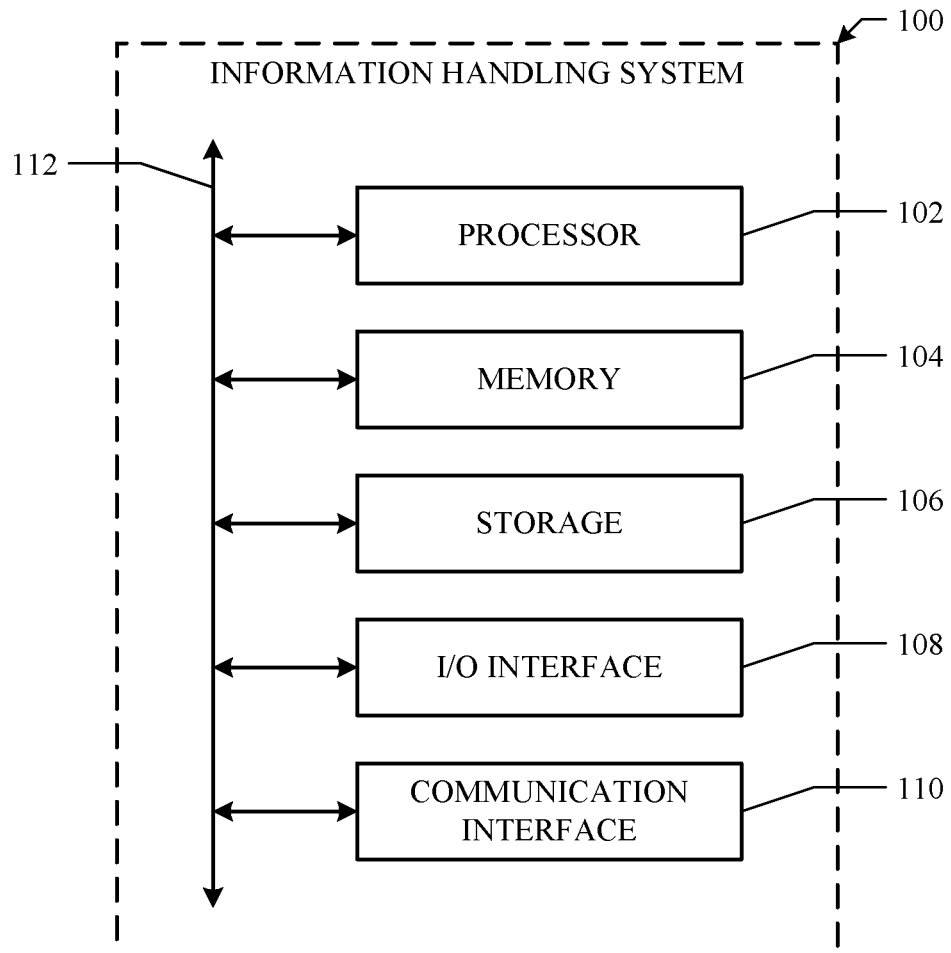 100
INFORMATION HANDLING SYSTEM
112
PROCESSOR
102
MEMORY
104
STORAGE
106
I/O INTERFACE
108
COMMUNICATION
INTERFACE
110